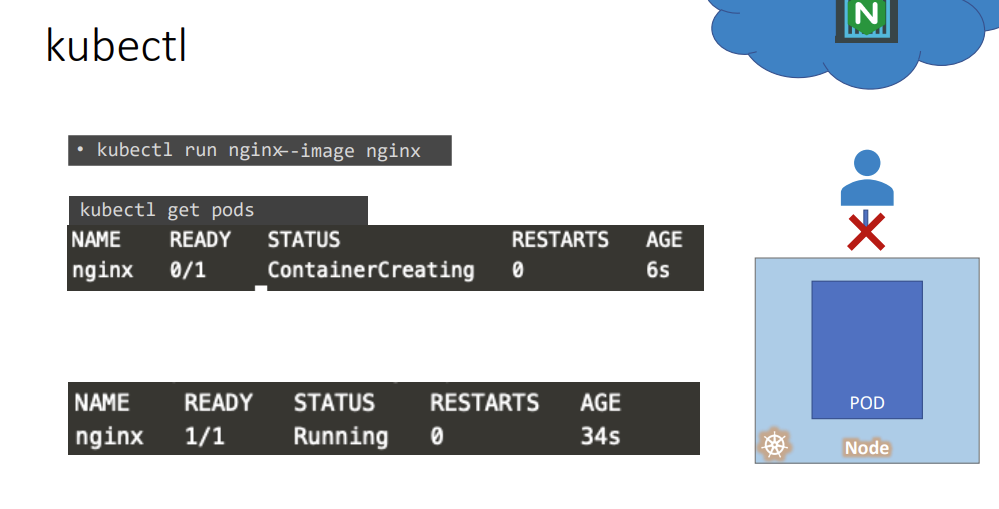 kubectl
N
• kubectl run nginx--image nginx
kubectl get pods
NAME READY STATUS RESTARTS AGE
nginx 0/1 ContainerCreating 0 6s
NAME READY STATUS RESTARTS AGE
nginx 1/1 Running 0 34s
POD
Node